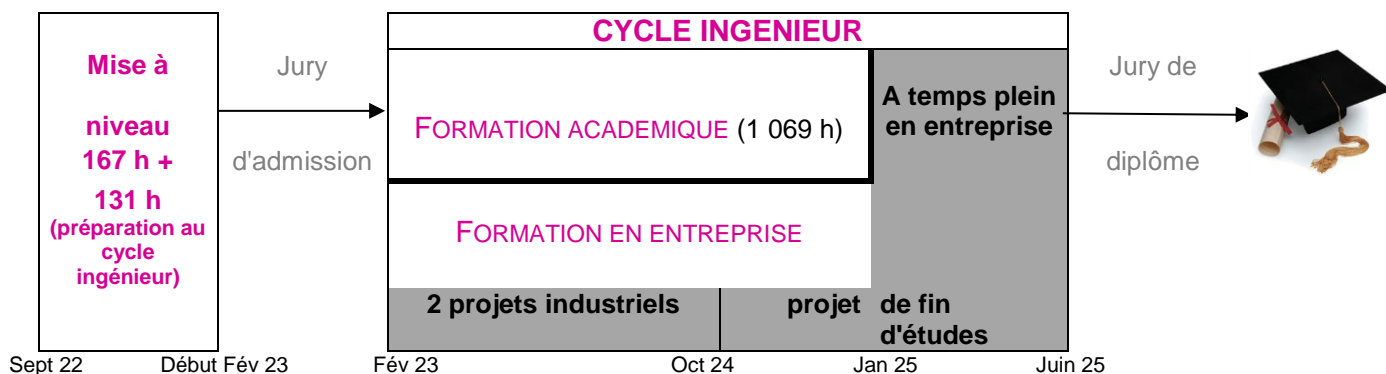 CYCLE INGENIEUR
Mise à
niveau
167 h +
131 h
(préparation au
cycle
ingénieur)
Jury
d'admission
FORMATION ACADEMIQUE (1 069 h)
A temps plein
en entreprise
FORMATION EN ENTREPRISE
2 projets industriels
projet de fin
d'études
Jury de
diplôme
Sept 22 Début Fév 23 Fév 23 Oct 24 Jan 25 Juin 25